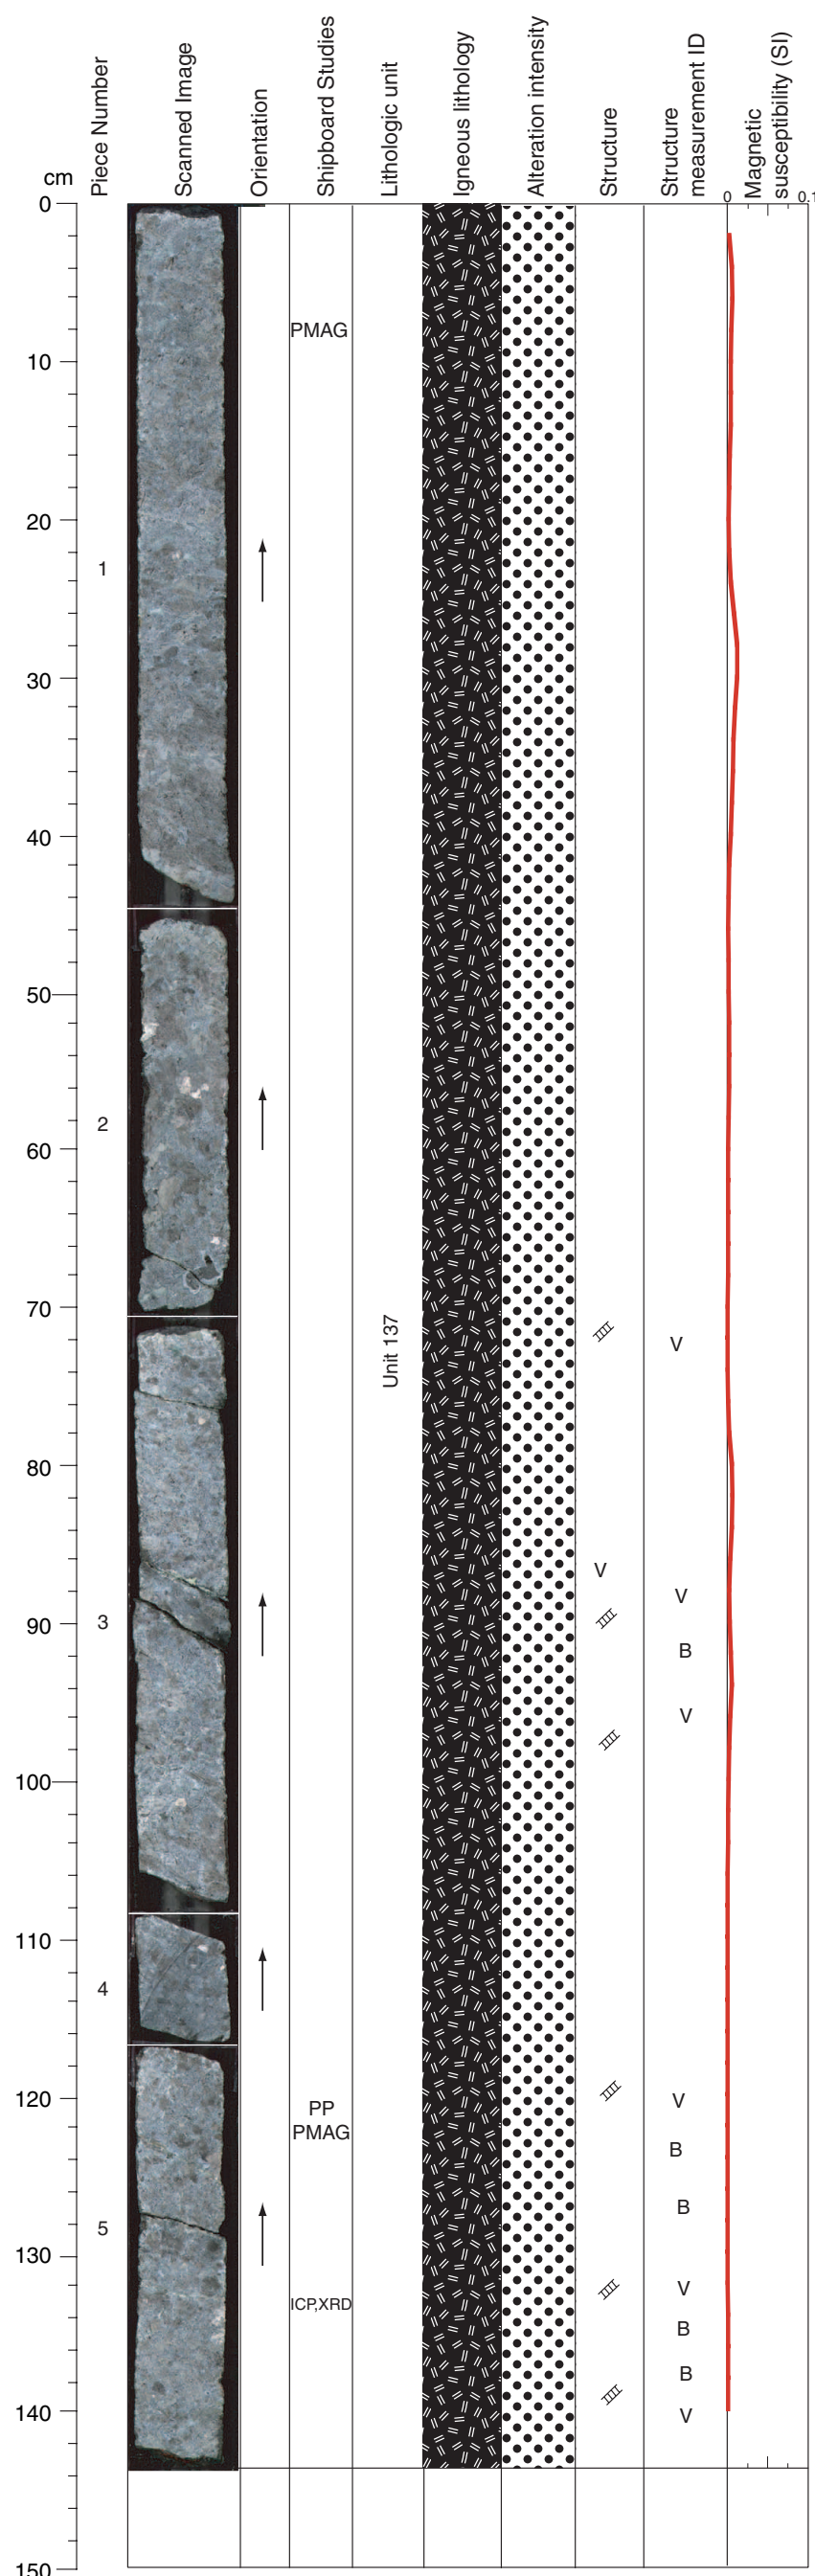 cm
Piece Number
Scanned Image
Orientation
Shipboard Studies
Lithologic unit
Igneous lithology
Alteration intensity
Structure
Structure
measurement ID
Magnetic
susceptibility (SI)
0 0.1
0
PMAG
10
20
1
30
40
50
2
60
70
Unit 137
V
80
V
V
3
90
B
V
100
110
4
120
PP
V
PMAG
B
B
5
130
V
ICP,XRD
B
B
140
V
150